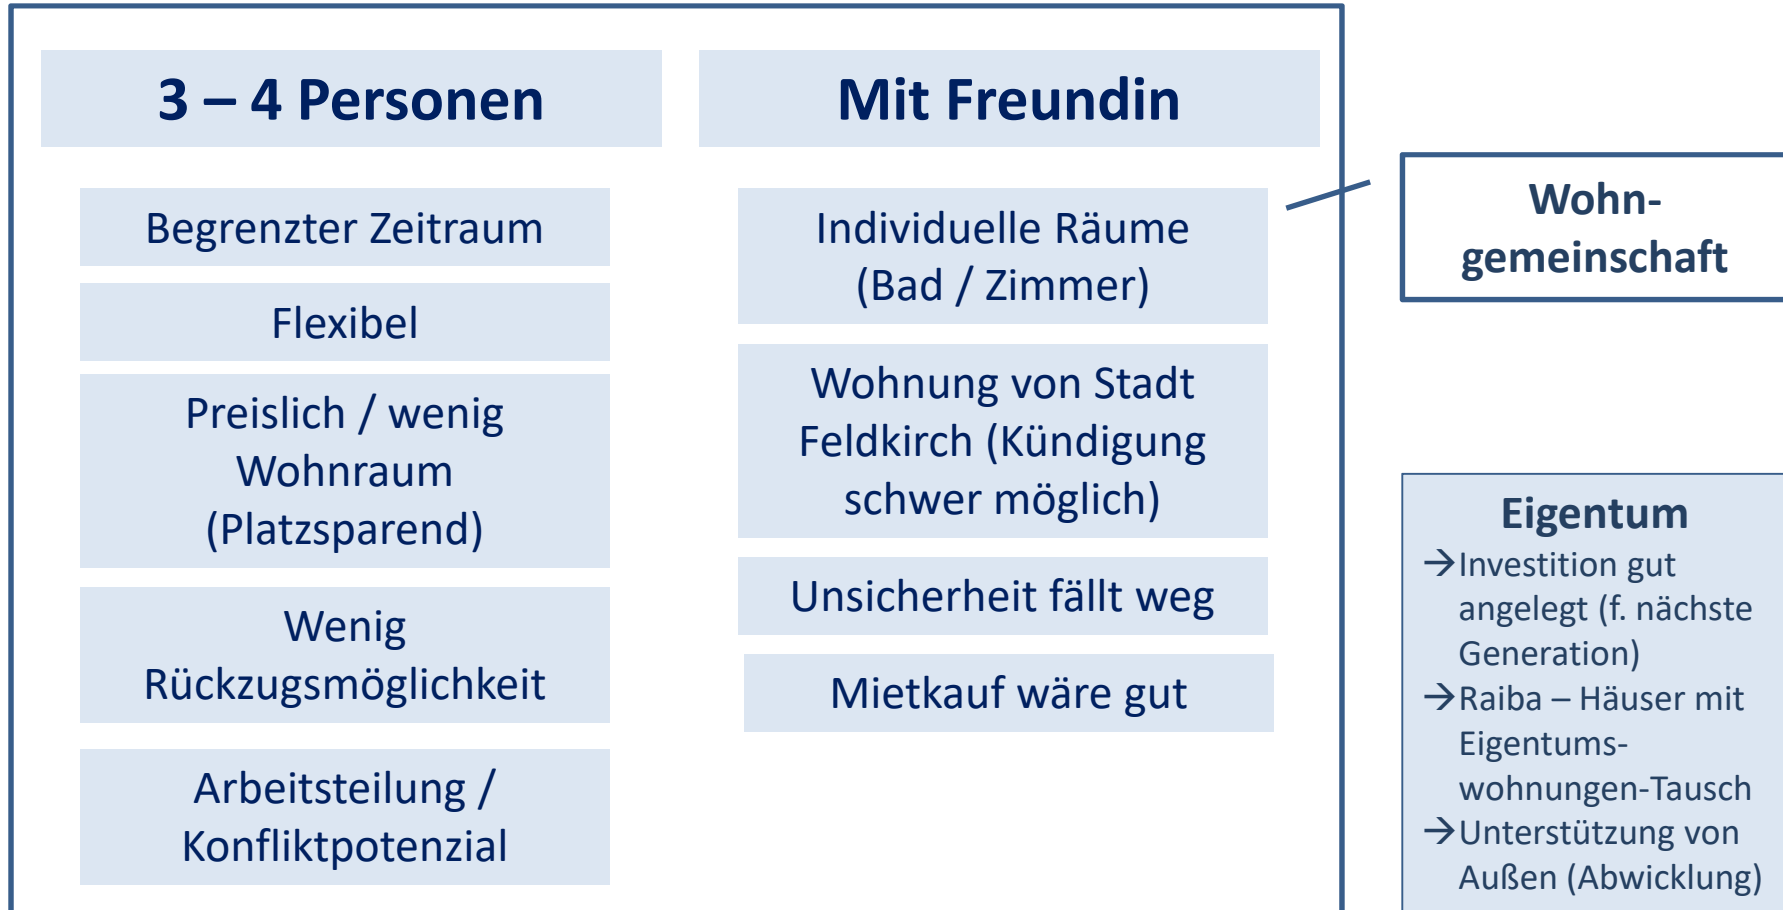 3 – 4 Personen
Begrenzter Zeitraum
Flexibel
Preislich / wenig
Wohnraum
(Platzsparend)
Wenig
Rückzugsmöglichkeit
Arbeitsteilung /
Konfliktpotenzial
Mit Freundin
Individuelle Räume
(Bad / Zimmer)
Wohnung von Stadt
Feldkirch (Kündigung
schwer möglich)
Unsicherheit fällt weg
Mietkauf wäre gut
Wohn-
gemeinschaft
Eigentum
→Investition gut
angelegt (f. nächste
Generation)
→Raiba – Häuser mit
Eigentums-
wohnungen-Tausch
→Unterstützung von
Außen (Abwicklung)